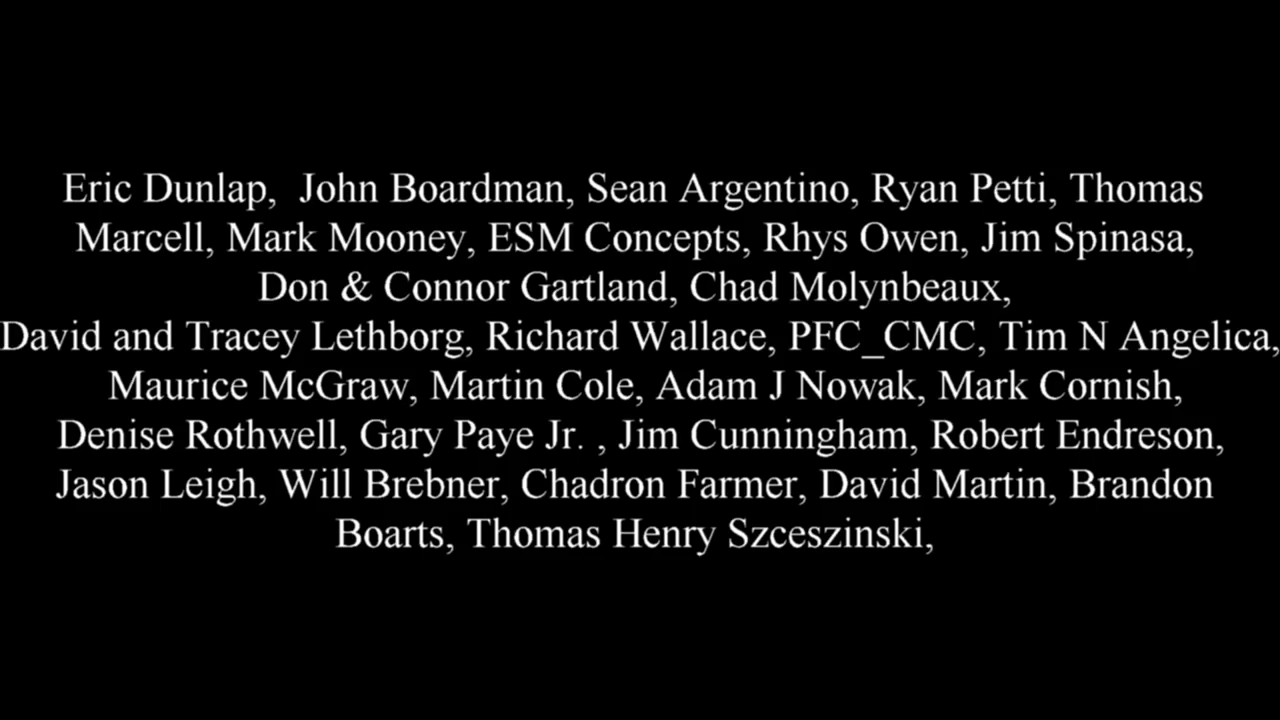 Eric Dunlap,  John Boardman, Sean Argentino, Ryan Petti, Thomas
Marcell, Mark Mooney, ESM Concepts, Rhys Owen, Jim Spinasa,
Don & Connor Gartland, Chad Molynbeaux,
David and Tracey Lethborg, Richard Wallace, PFC_CMC, Tim N Angelica,
Maurice McGraw, Martin Cole, Adam J Nowak, Mark Cornish,
Denise Rothwell, Gary Paye Jr. , Jim Cunningham, Robert Endreson,
Jason Leigh, Will Brebner, Chadron Farmer, David Martin, Brandon
Boarts, Thomas Henry Szceszinski,